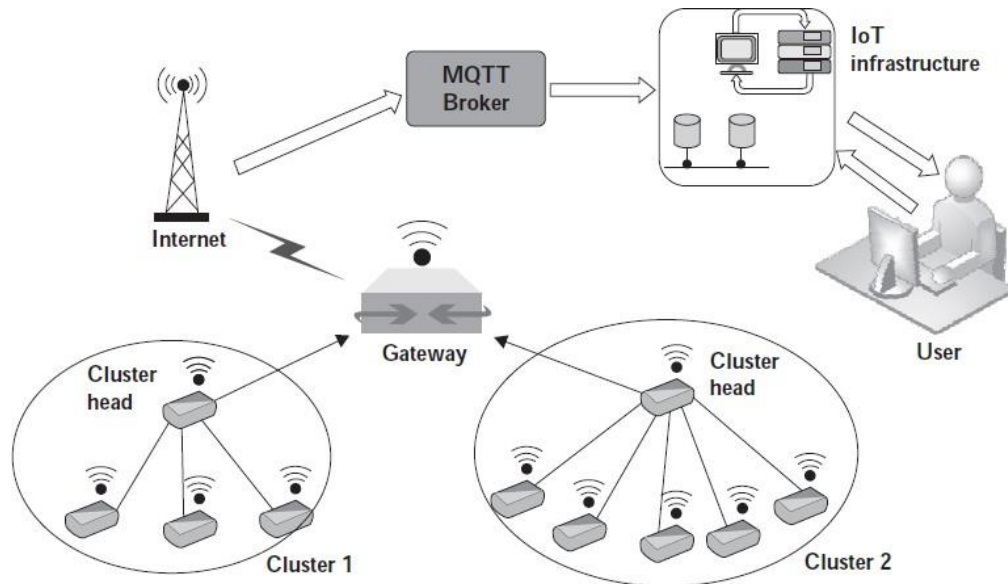 IoT
infrastructure
MQTT
Broker
Internet
Gateway
User
Cluster
head
Cluster
head
Cluster 1
Cluster 2